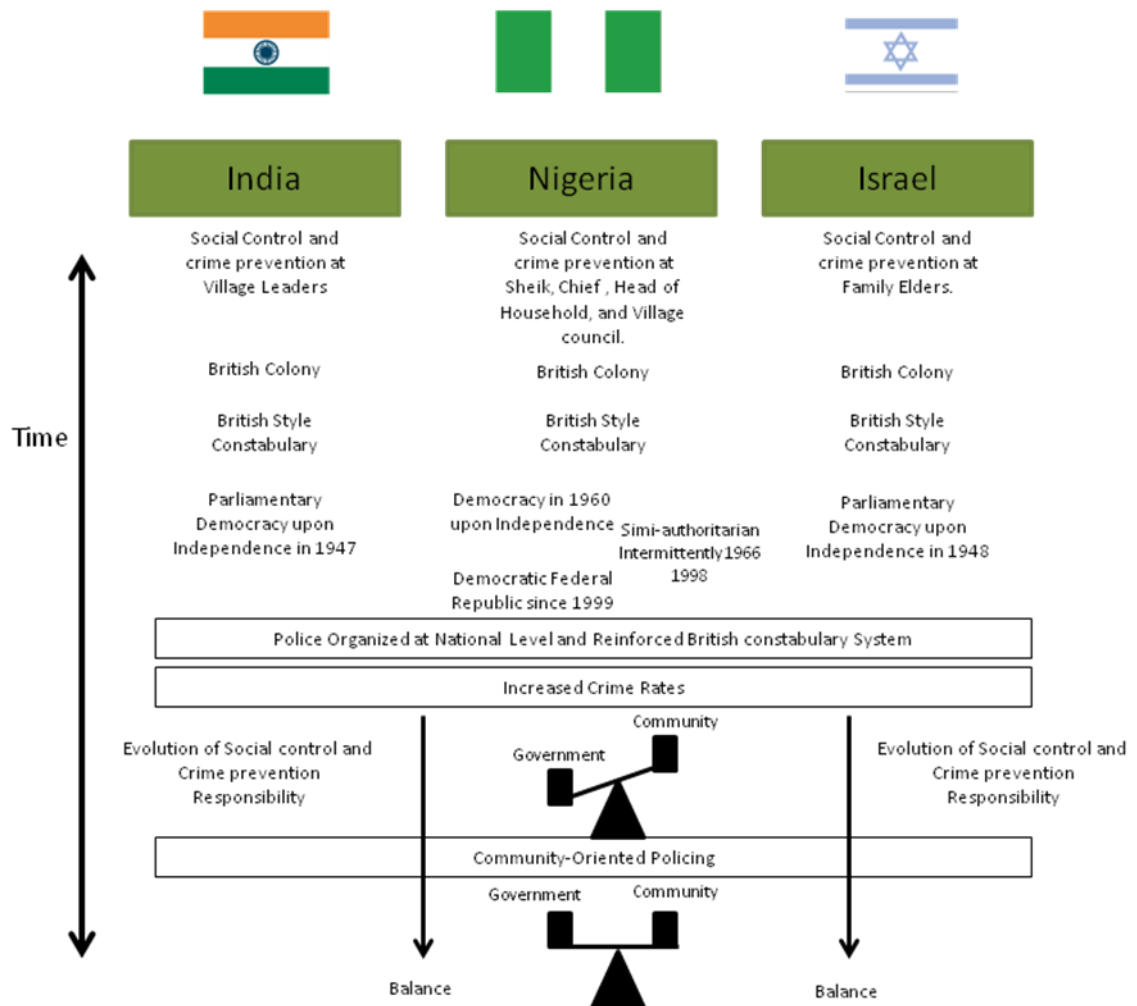 India
Nigeria
Israel
Social Control and
crime prevention at
Village Leaders
Social Control and
crime prevention at
Sheik, Chief , Head of
Household, and Village
council.
Social Control and
crime prevention at
Family Elders.
British Colony
British Colony
British Colony
Time
British Style
Constabulary
British Style
Constabulary
British Style
Constabulary
Parliamentary
Democracy upon
Independence in 1947
Democracy in 1960
upon Independence
Simi-authoritarian
Intermittently 1966
1998
Democratic Federal
Republic since 1999
Parliamentary
Democracy upon
Independence in 1948
Police Organized at National Level and Reinforced British constabulary System
Increased Crime Rates
Evolution of Social control and
Crime prevention
Responsibility
Government
Community
Evolution of Social control and
Crime prevention
Responsibility
Community-Oriented Policing
Government
Community
Balance
Balance